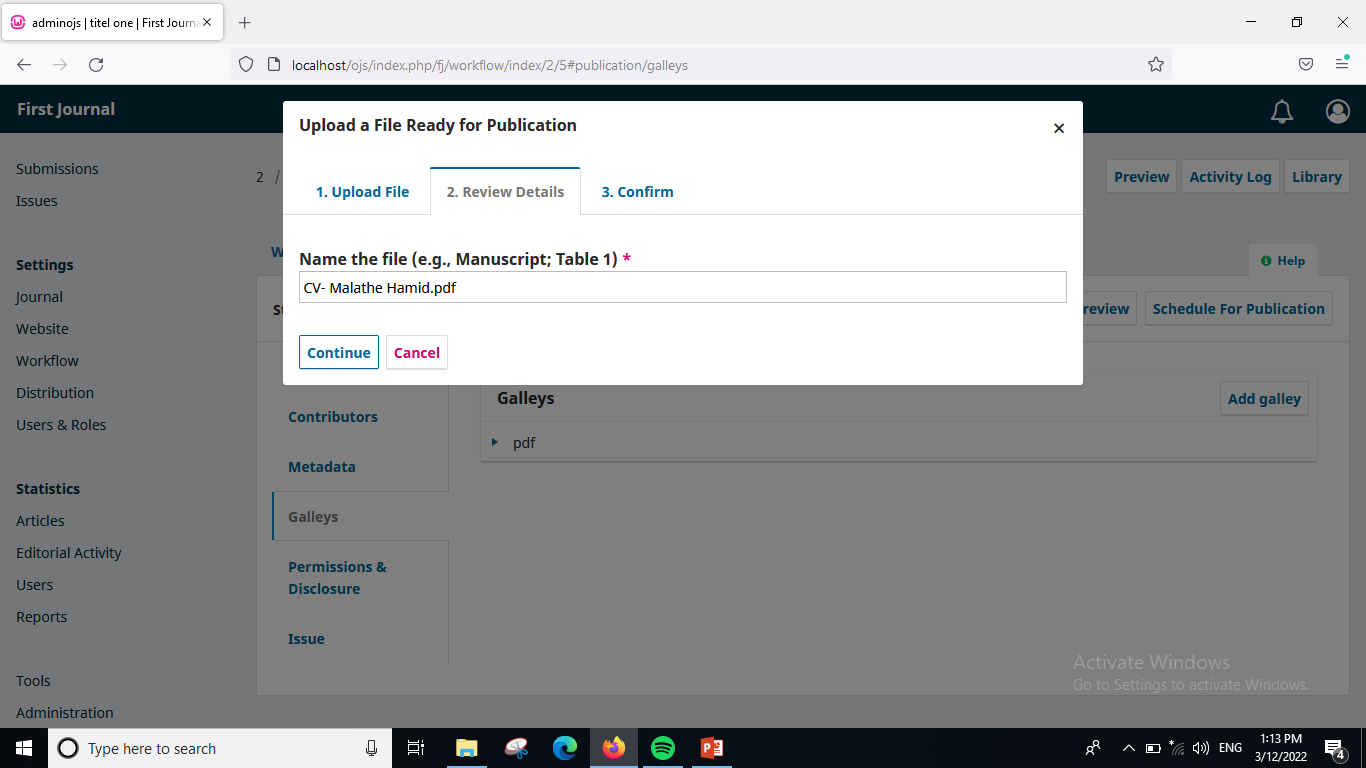 adminojs | titel one | First Journa
localhost/ojs/index.php/fj/workflow/index/2/5#publication/galleys
First Journal
Upload a File Ready for Publication
1. Upload File
2. Review Details
3. Confirm
Name the file (e.g., Manuscript; Table 1) *
CV- Malathe Hamid.pdf
Continue
Cancel
Submissions
Issues
Settings
Journal
Website
Workflow
Distribution
Users & Roles
Statistics
Articles
Editorial Activity
Users
Reports
Tools
Administration
2 /
Preview
Activity Log
Library
W
Help
St
review
Schedule For Publication
Contributors
Metadata
Galleys
Permissions &
Disclosure
Issue
Galleys
Add galley
pdf
Activate Windows
Go to Settings to activate Windows.
Type here to search
ENG
1:13 PM
3/12/2022
4